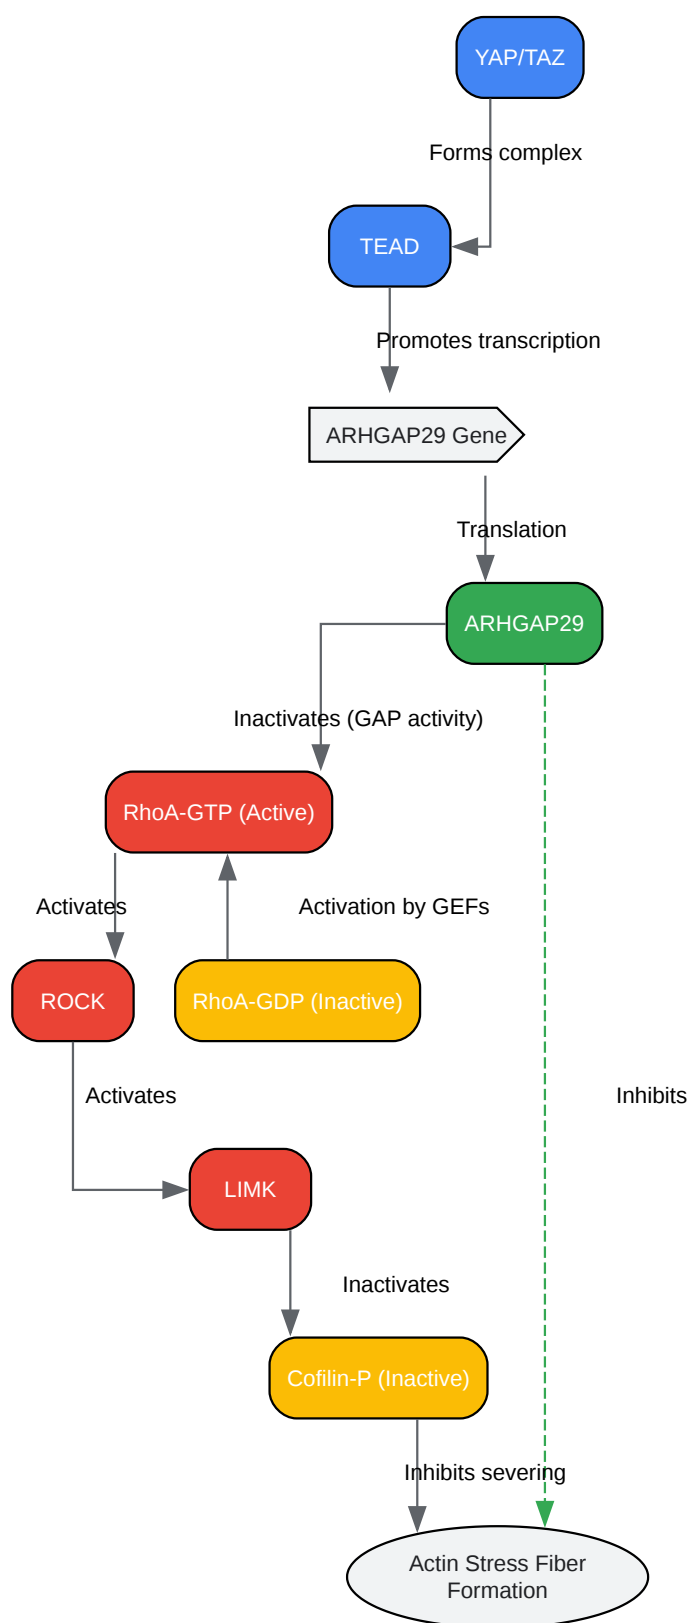 YAP/TAZ
Forms complex
TEAD
Promotes transcription
ARHGAP29 Gene
Translation
ARHGAP29
Inactivates (GAP activity)
RhoA-GTP (Active)
Activates
Activation by GEFs
ROCK
RhoA-GDP (Inactive)
Activates
Inhibits
LIMK
Inactivates
Cofilin-P (Inactive)
Inhibits severing
Actin Stress Fiber
Formation